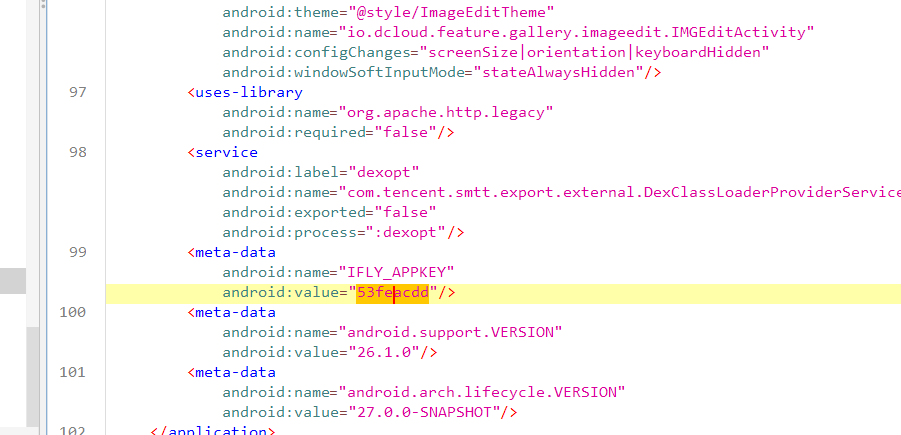 android:theme="@style/ImageEditTheme"
android:name="io.dcloud.feature.gallery.imageedit.IMGEditActivity"
android:configChanges="screenSize|orientation|keyboardHidden"
android:windowSoftInputMode="stateAlwaysHidden"/>
97 <uses-library
android:name="org.apache.http.legacy"
android:required="false"/>
98 <service
android:label="dexopt"
android:name="com.tencent.smtt.export.external.DexClassLoaderProviderService
android:exported="false"
android:process=":dexopt"/>
99 <meta-data
android:name="IFLY_APPKEY"
android:value="53feacdd"/>
100 <meta-data
android:name="android.support.VERSION"
android:value="26.1.0"/>
101 <meta-data
android:name="android.arch.lifecycle.VERSION"
android:value="27.0.0-SNAPSHOT"/>
102 </application>